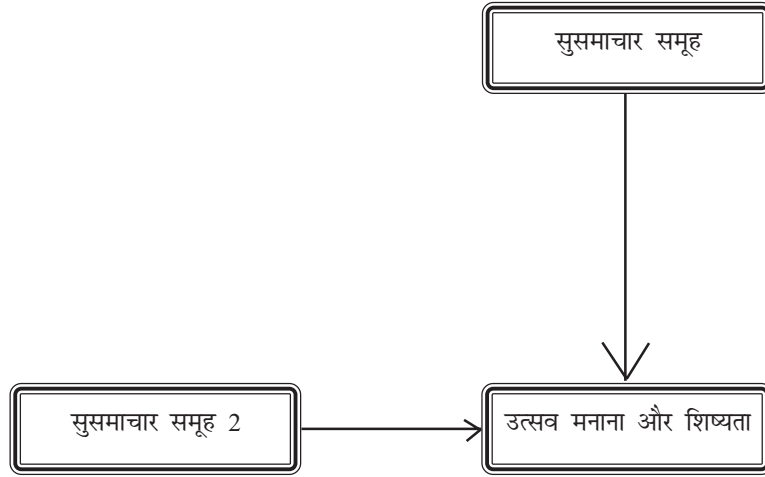 सुसमाचार समूह
सुसमाचार समूह 2
उत्सव मनाना और शिष्यता